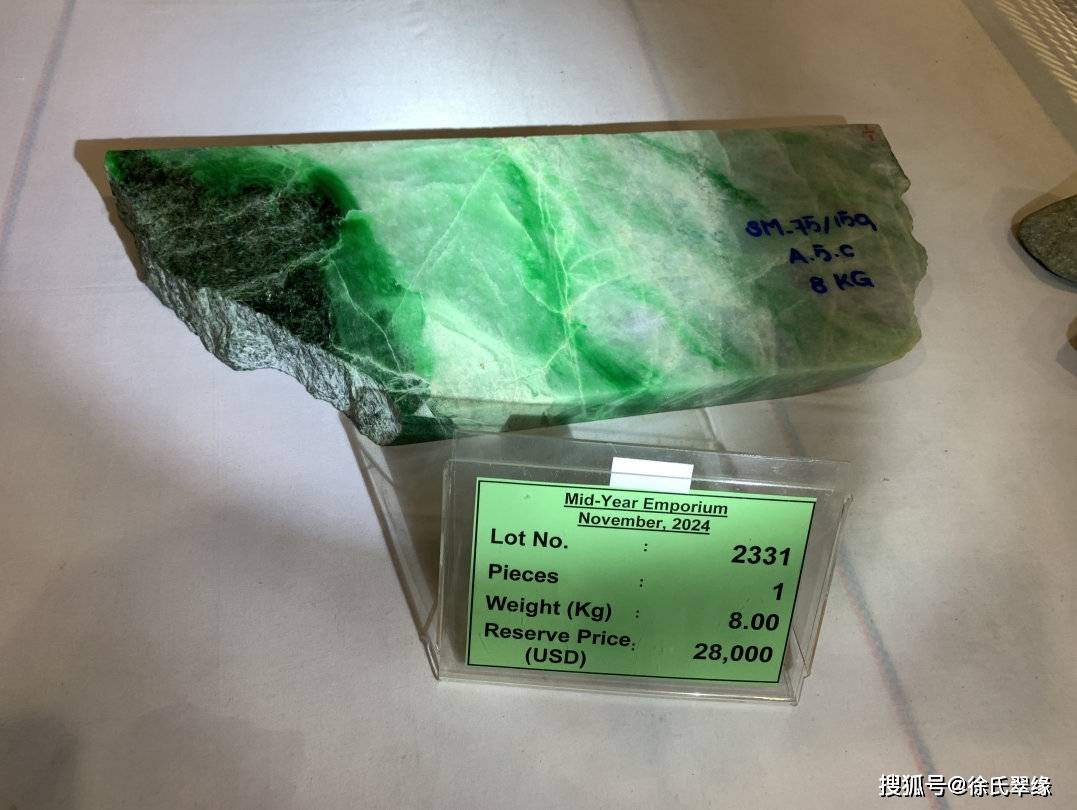 SM-75/159
A.5.C
8 KG
Mid-Year Emporium
November, 2024
Lot No. : 2331
Pieces : 1
Weight (Kg) : 8.00
Reserve Price : 28,000
(USD)
搜狐号@徐氏翠缘